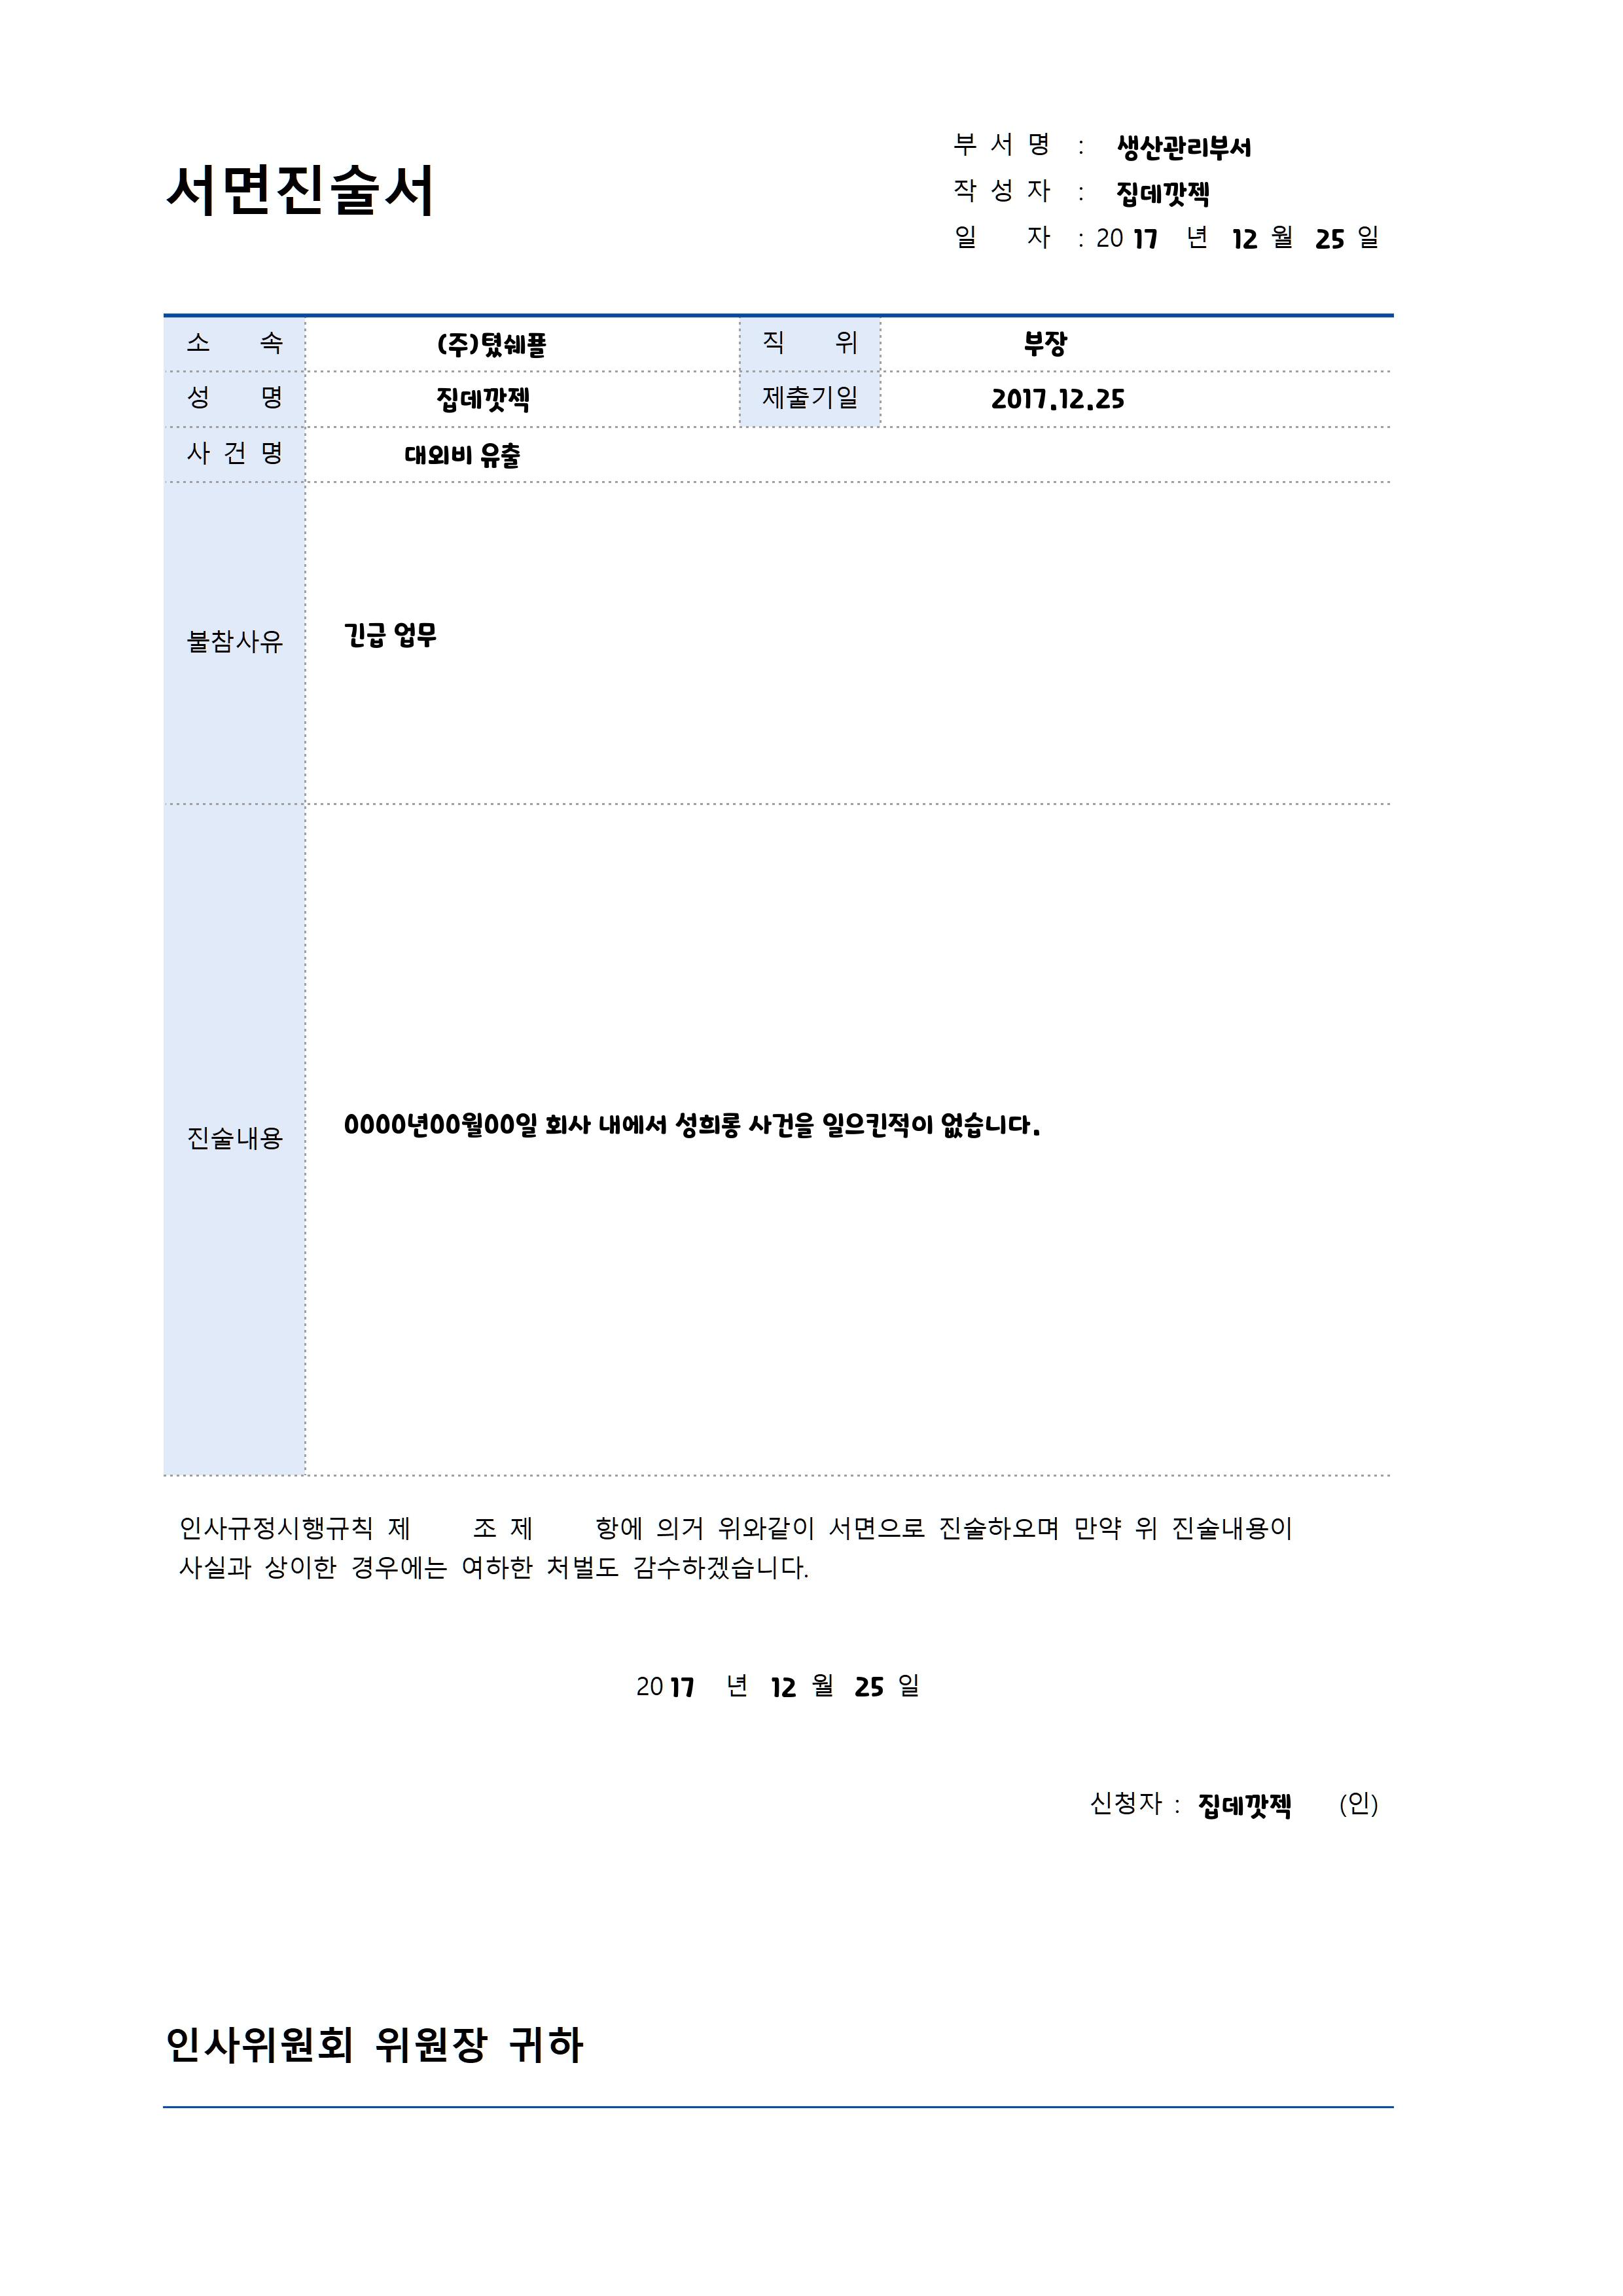 서면진술서
부 서 명 : 생산관리부서
작 성 자 : 집데깟젝
일 자 : 20 17 년 12 월 25 일
소 속 (주)텼쉐플 직 위 부장
성 명 집데깟젝 제출기일 2017.12.25
사 건 명 대외비 유출
불참사유 긴급 업무
진술내용 0000년00월00일 회사 내에서 성희롱 사건을 일으킨적이 없습니다.
인사규정시행규칙 제 조 제 항에 의거 위와같이 서면으로 진술하오며 만약 위 진술내용이
사실과 상이한 경우에는 여하한 처벌도 감수하겠습니다.
20 17 년 12 월 25 일
신청자 : 집데깟젝 (인)
인사위원회 위원장 귀하